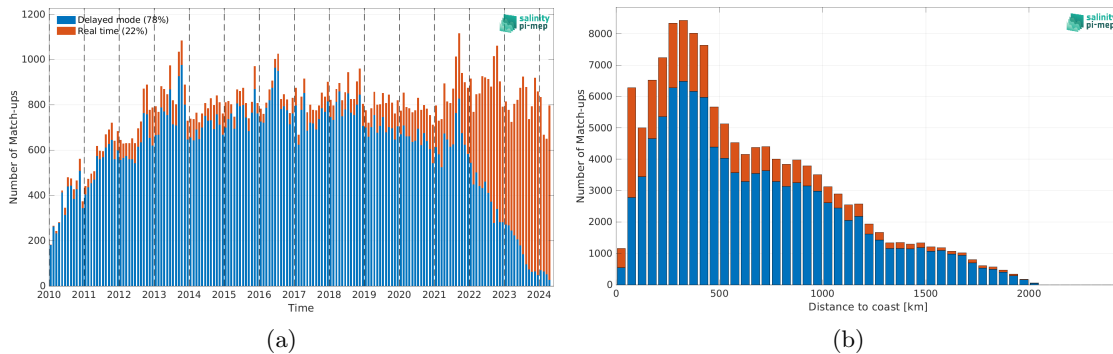 Delayed mode (78%)
Real time (22%)
salinity
pi-mep
Number of Match-ups
1200
1000
800
600
400
200
0
2010 2011 2012 2013 2014 2015 2016 2017 2018 2019 2020 2021 2022 2023 2024
Time
(a)
salinity
pi-mep
Number of Match-ups
8000
7000
6000
5000
4000
3000
2000
1000
0
0 500 1000 1500 2000
Distance to coast [km]
(b)